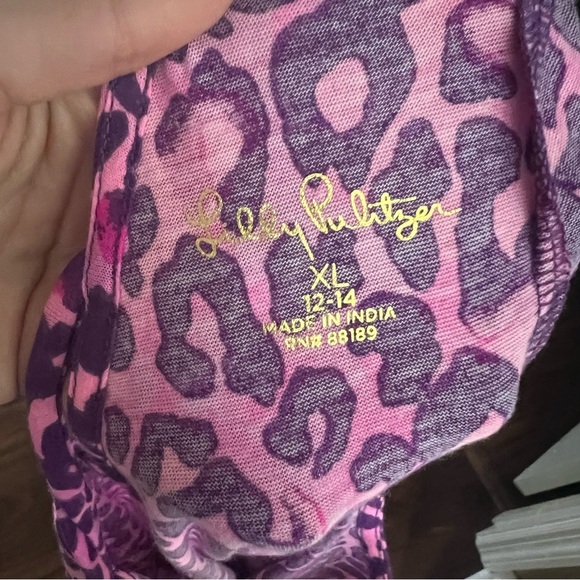 Lilly Pulitzer
XL
12-14
MADE IN INDIA
RN# 88189